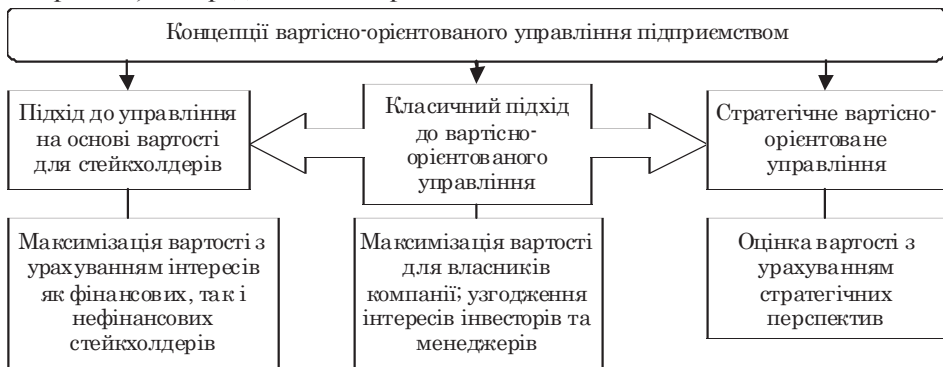 Концепції вартісно-орієнтованого управління підприємством
Підхід до управління
на основі вартості
для стейкхолдерів
Класичний підхід
до вартісно-
орієнтованого
управління
Стратегічне вартісно-
орієнтоване
управління
Максимізація вартості з
урахуванням інтересів
як фінансових, так і
нефінансових
стейкхолдерів
Максимізація вартості
для власників
компанії; узгодження
інтересів інвесторів та
менеджерів
Оцінка вартості з
урахуванням
стратегічних
перспектив